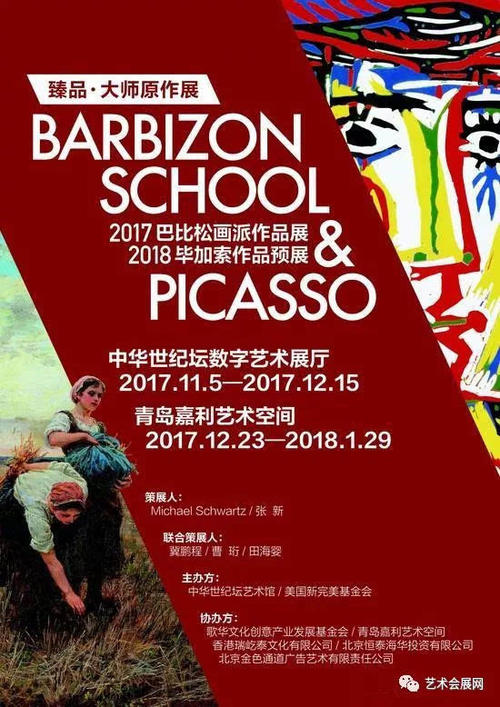 臻品·大师原作展
BARBIZON
SCHOOL
2017 巴比松画派作品展
2018 毕加索作品预展
&
PICASSO
中华世纪坛数字艺术展厅
2017.11.5—2017.12.15
青岛嘉利艺术空间
2017.12.23—2018.1.29
策展人：
Michael Schwartz / 张 新
联合策展人：
冀鹏程 / 曹 珩 / 田海婴
主办方：
中华世纪坛艺术馆 / 美国新完美基金会
协办方：
歌华文化创意产业发展基金会 / 青岛嘉利艺术空间
香港瑞屹泰文化有限公司 / 北京恒泰海华投资有限公司
北京金色通道广告艺术有限责任公司
艺术会展网